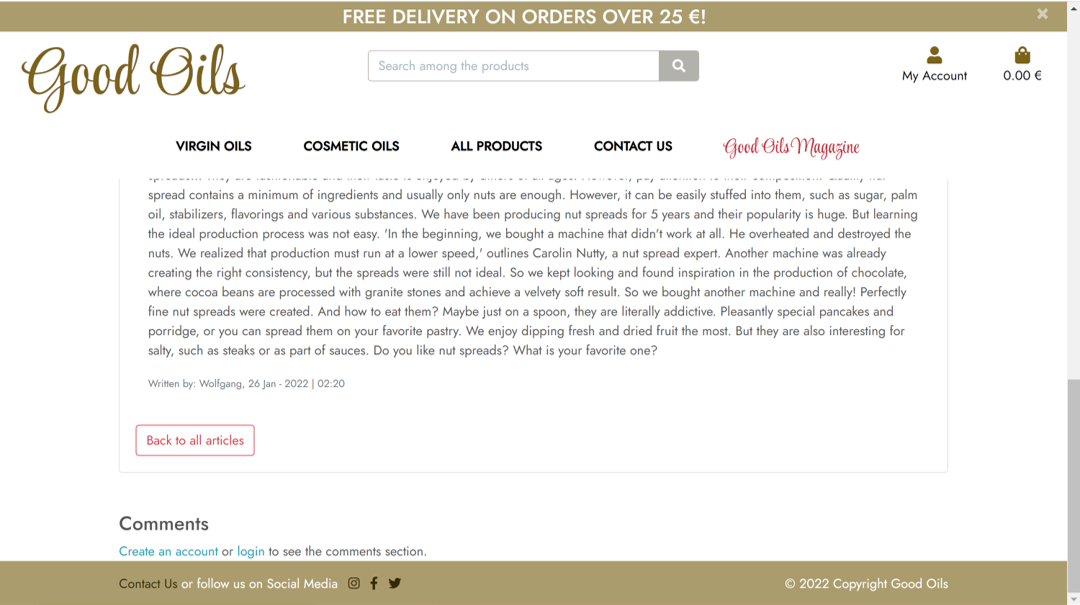 FREE DELIVERY ON ORDERS OVER 25 €!
Good Oils
Search among the products
My Account
0.00 €
VIRGIN OILS
COSMETIC OILS
ALL PRODUCTS
CONTACT US
Good Oils Magazine
spread contains a minimum of ingredients and usually only nuts are enough. However, it can be easily stuffed into them, such as sugar, palm
oil, stabilizers, flavorings and various substances. We have been producing nut spreads for 5 years and their popularity is huge. But learning
the ideal production process was not easy. 'In the beginning, we bought a machine that didn't work at all. He overheated and destroyed the
nuts. We realized that production must run at a lower speed,' outlines Carolin Nutty, a nut spread expert. Another machine was already
creating the right consistency, but the spreads were still not ideal. So we kept looking and found inspiration in the production of chocolate,
where cocoa beans are processed with granite stones and achieve a velvety soft result. So we bought another machine and really! Perfectly
fine nut spreads were created. And how to eat them? Maybe just on a spoon, they are literally addictive. Pleasantly special pancakes and
porridge, or you can spread them on your favorite pastry. We enjoy dipping fresh and dried fruit the most. But they are also interesting for
salty, such as steaks or as part of sauces. Do you like nut spreads? What is your favorite one?
Written by: Wolfgang, 26 Jan - 2022 | 02:20
Back to all articles
Comments
Create an account or login to see the comments section.
Contact Us or follow us on Social Media
© 2022 Copyright Good Oils